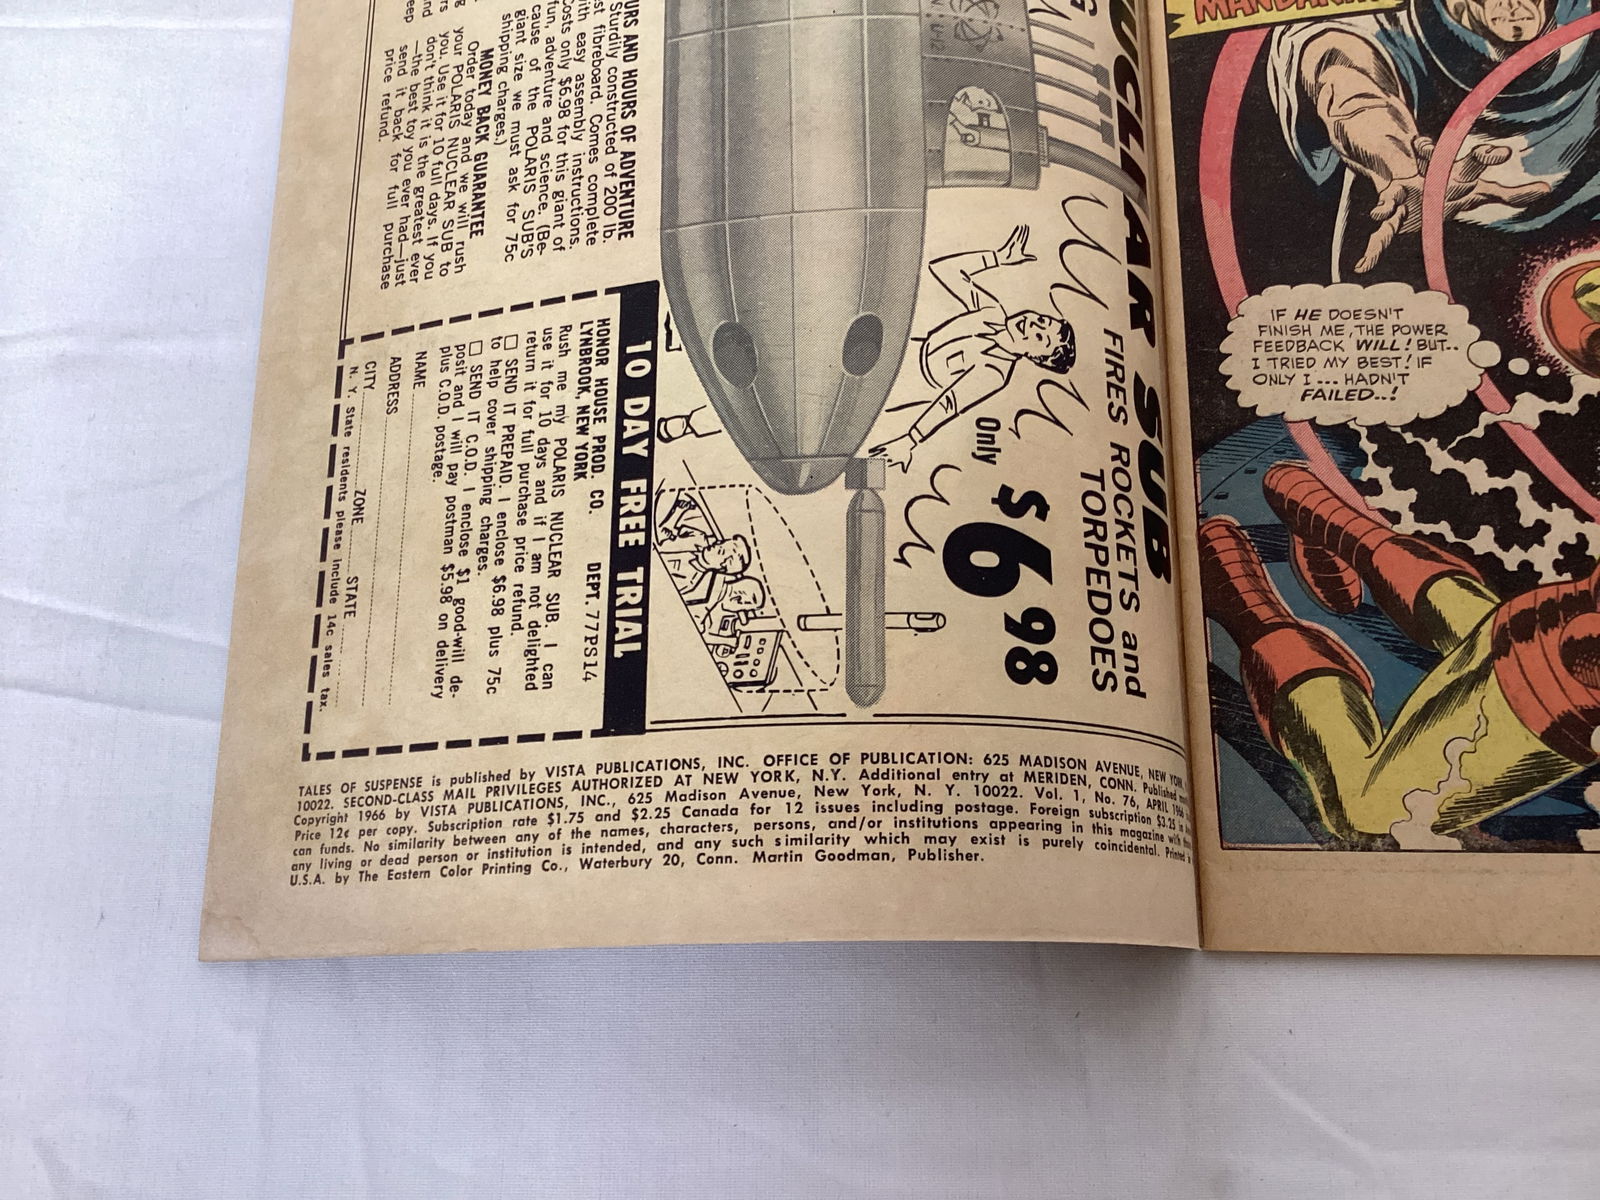 NUCLEAR SUB
FIRES ROCKETS and
TORPEDOES
Only
$6.98
URS AND HOURS OF ADVENTURE
Sturdily constructed of 200 lb.
st fibreboard. Comes complete
ith easy assembly instructions.
Costs only $6.98 for this giant of
fun, adventure and science. (Be-
cause of the POLARIS SUB'S
giant size we must ask for 75c
shipping charges.)
MONEY BACK GUARANTEE
Order today and we will rush
your POLARIS NUCLEAR SUB to
you. Use it for 10 full days. If you
don't think it is the greatest ever
—the best toy you ever had—just
send it back for full purchase
price refund.
10 DAY FREE TRIAL
HONOR HOUSE PROD. CO. DEPT. 77PS14
LYNBROOK, NEW YORK
Rush me my POLARIS NUCLEAR SUB. I can
use it for 10 days and if I am not delighted
return it for full purchase price refund.
☐ SEND IT PREPAID. I enclose $6.98 plus 75c
to help cover shipping charges.
☐ SEND IT C.O.D. I enclose $1 good-will de-
posit and I will pay postman $5.98 on delivery
plus C.O.D. postage.
NAME
ADDRESS
CITY ZONE STATE
N. Y. State residents please include 14c sales tax.
TALES OF SUSPENSE is published by VISTA PUBLICATIONS, INC. OFFICE OF PUBLICATION: 625 MADISON AVENUE, NEW YORK
10022. SECOND-CLASS MAIL PRIVILEGES AUTHORIZED AT NEW YORK, N.Y. Additional entry at MERIDEN, CONN. Published
Copyright 1966 by VISTA PUBLICATIONS, INC., 625 Madison Avenue, New York, N. Y. 10022. Vol. 1, No. 76, APRIL 1966
Price 12¢ per copy. Subscription rate $1.75 and $2.25 Canada for 12 issues including postage. Foreign subscription $3.25 in
can funds. No similarity between any of the names, characters, persons, and/or institutions appearing in this magazine with
any living or dead person or institution is intended, and any such similarity which may exist is purely coincidental. Printed
U.S.A. by The Eastern Color Printing Co., Waterbury 20, Conn. Martin Goodman, Publisher.
IF HE DOESN'T
FINISH ME, THE POWER
FEEDBACK WILL! BUT..
I TRIED MY BEST! IF
ONLY I... HADN'T
FAILED..!